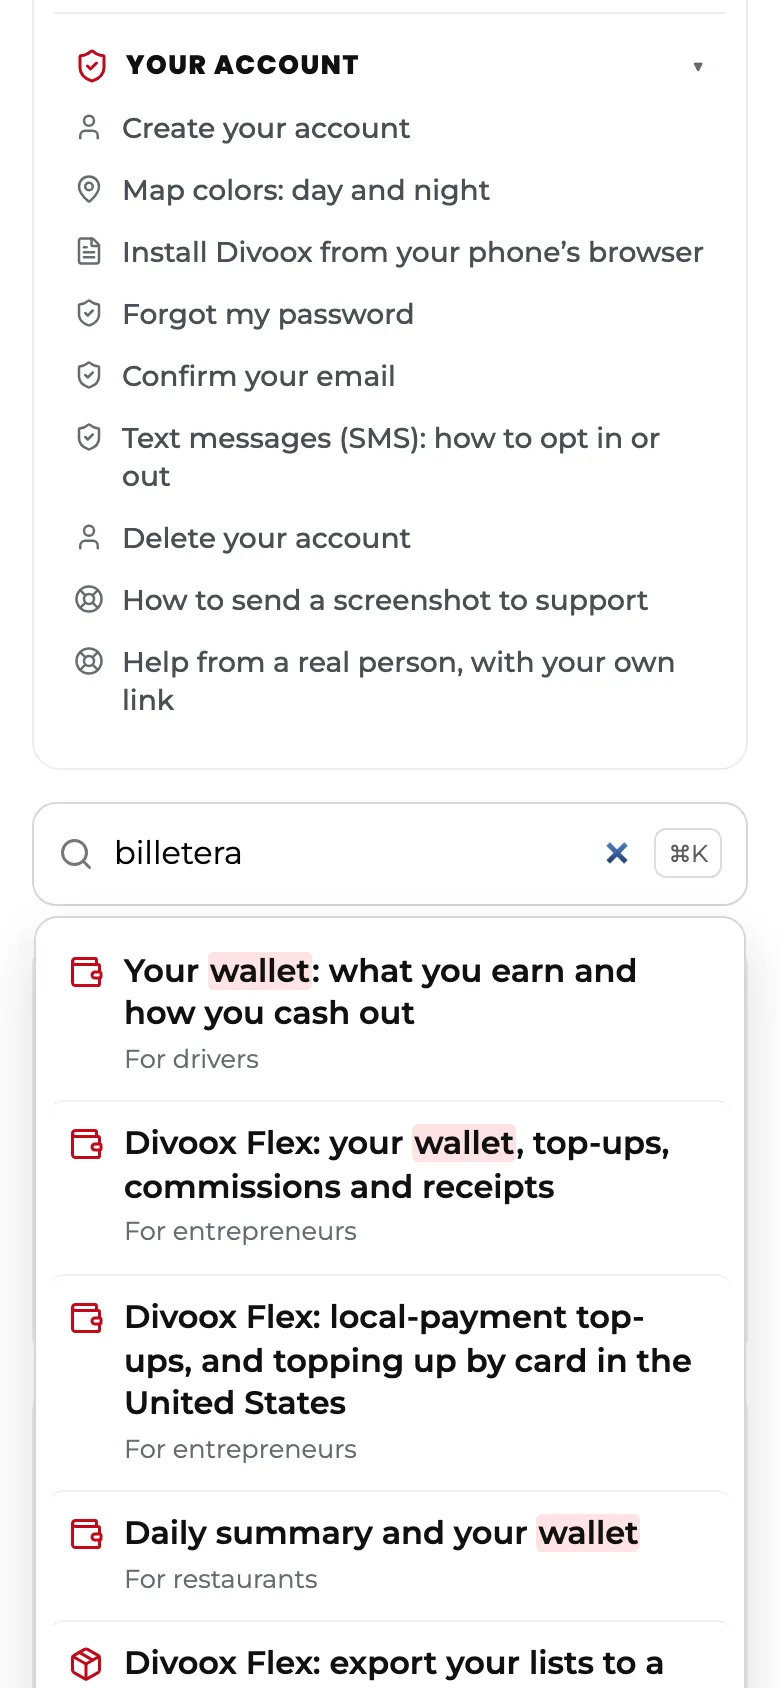 YOUR ACCOUNT
Create your account
Map colors: day and night
Install Divoox from your phone’s browser
Forgot my password
Confirm your email
Text messages (SMS): how to opt in or
out
Delete your account
How to send a screenshot to support
Help from a real person, with your own
link
billetera
⌘K
Your wallet: what you earn and
how you cash out
For drivers
Divoox Flex: your wallet, top-ups,
commissions and receipts
For entrepreneurs
Divoox Flex: local-payment top-
ups, and topping up by card in the
United States
For entrepreneurs
Daily summary and your wallet
For restaurants
Divoox Flex: export your lists to a